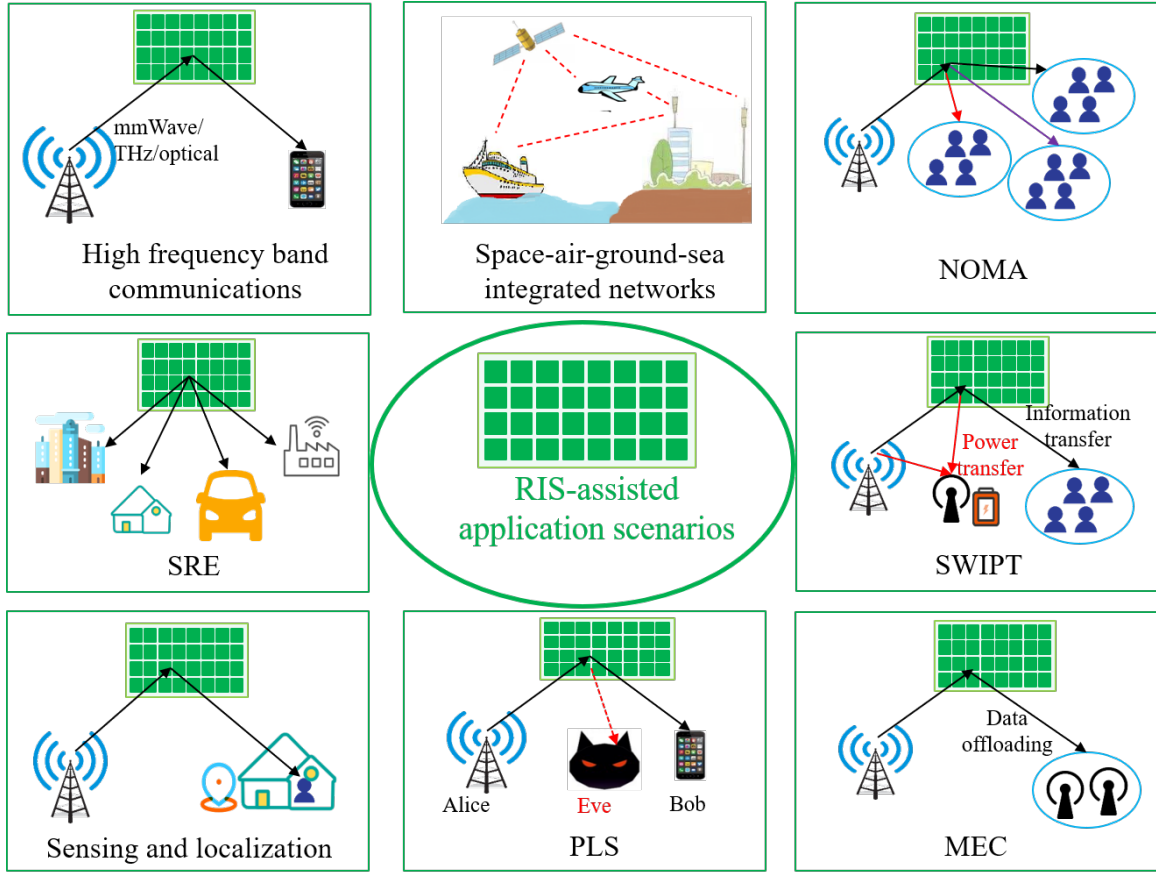 mmWave/
THz/optical
High frequency band
communications
Space-air-ground-sea
integrated networks
NOMA
SRE
RIS-assisted
application scenarios
Information
transfer
Power
transfer
SWIPT
Sensing and localization
Alice
Eve
Bob
PLS
Data
offloading
MEC